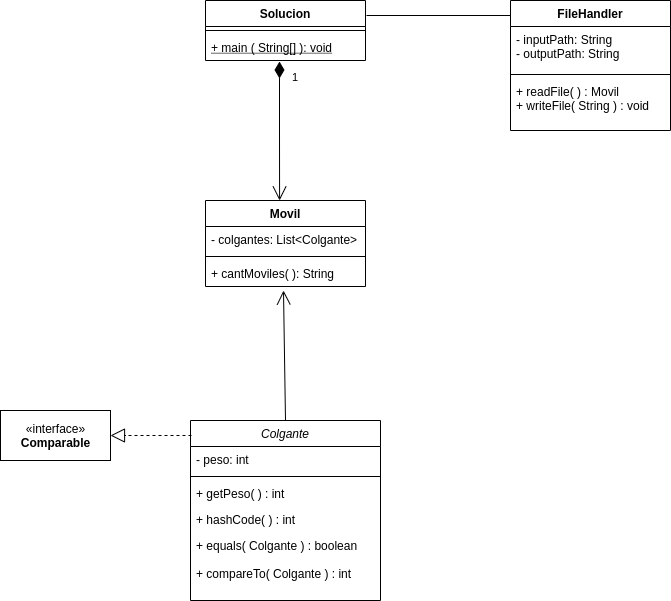 Solucion
+ main ( String[] ): void
1
FileHandler
- inputPath: String
- outputPath: String
+ readFile( ) : Movil
+ writeFile( String ) : void
Movil
- colgantes: List<Colgante>
+ cantMoviles( ): String
«interface»
Comparable
Colgante
- peso: int
+ getPeso( ) : int
+ hashCode( ) : int
+ equals( Colgante ) : boolean
+ compareTo( Colgante ) : int